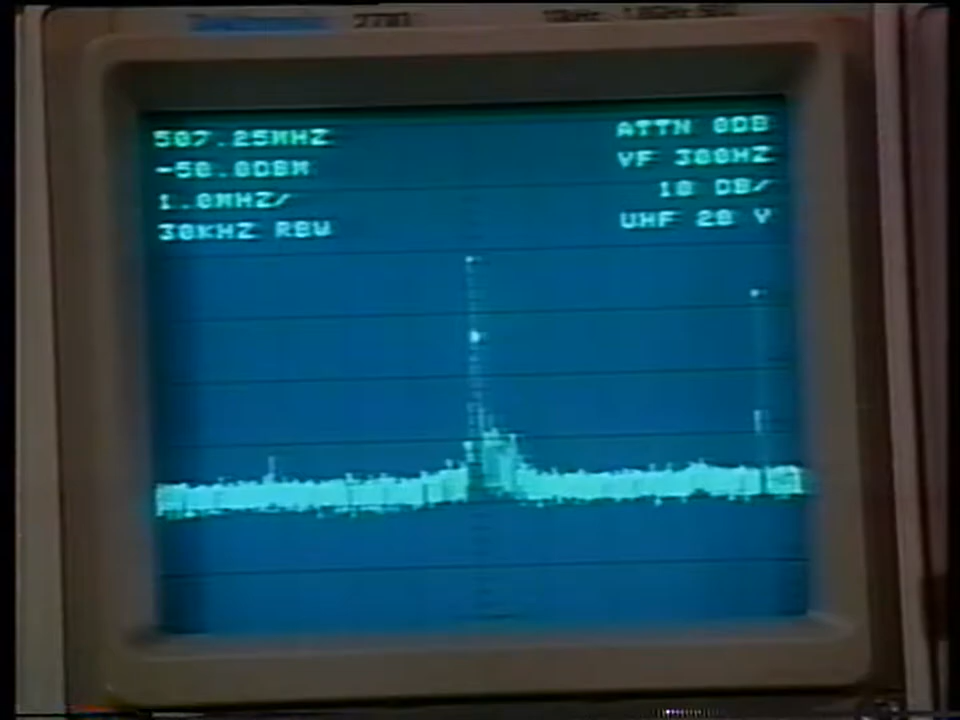 507.25MHZ
-50.0DBM
1.0MHZ/
30KHZ RBW
ATTN 0DB
VF 300HZ
10 DB/
UHF 20 V